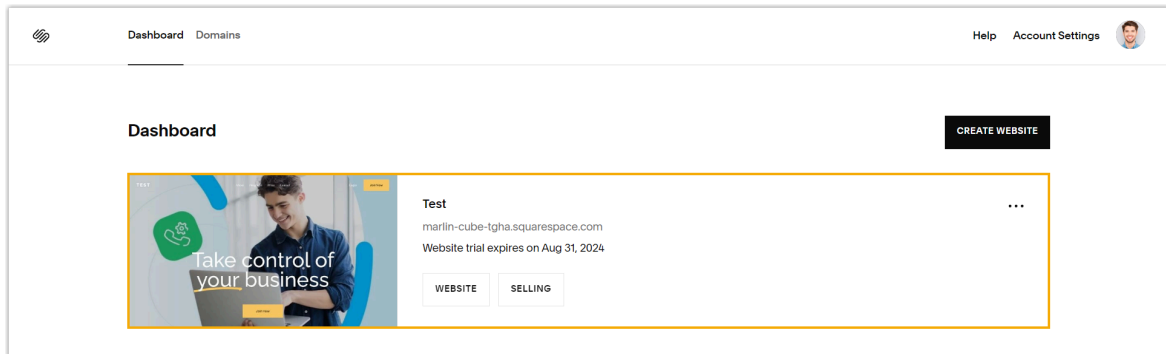 Dashboard Domains Help Account Settings
Dashboard
CREATE WEBSITE
TEST
Take control of
your business
Test
marlin-cube-tgha.squarespace.com
Website trial expires on Aug 31, 2024
WEBSITE SELLING